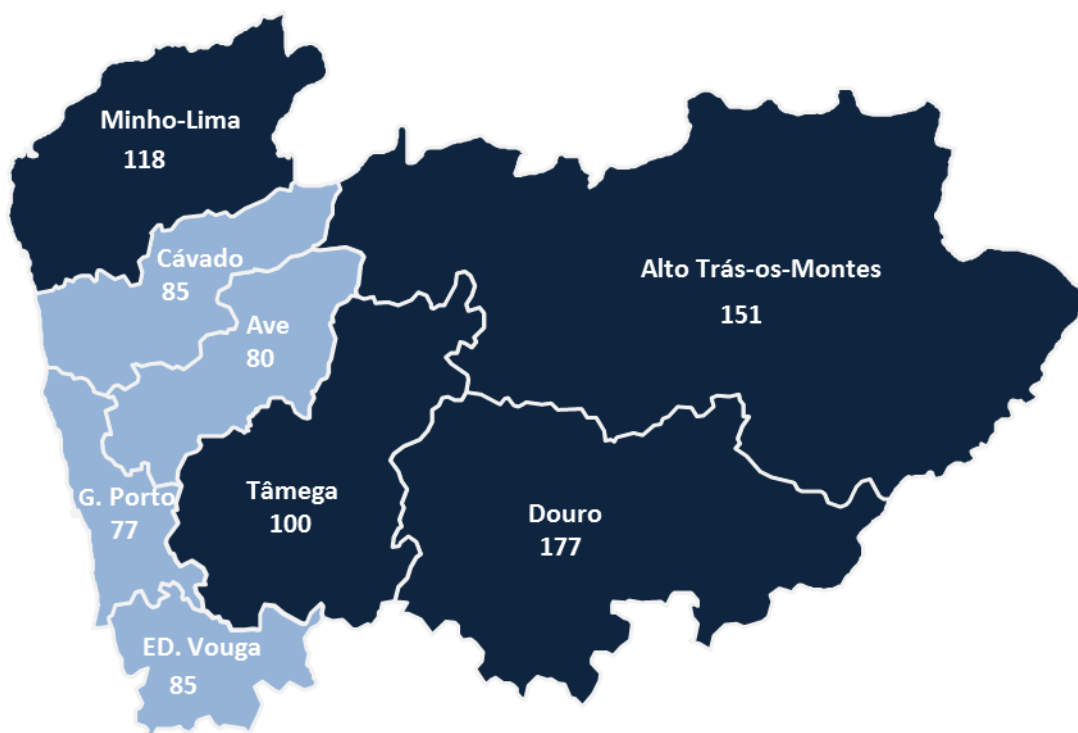 Minho-Lima
118
Cávado
85
Alto Trás-os-Montes
151
Ave
80
G. Porto
77
Tâmega
100
Douro
177
ED. Vouga
85